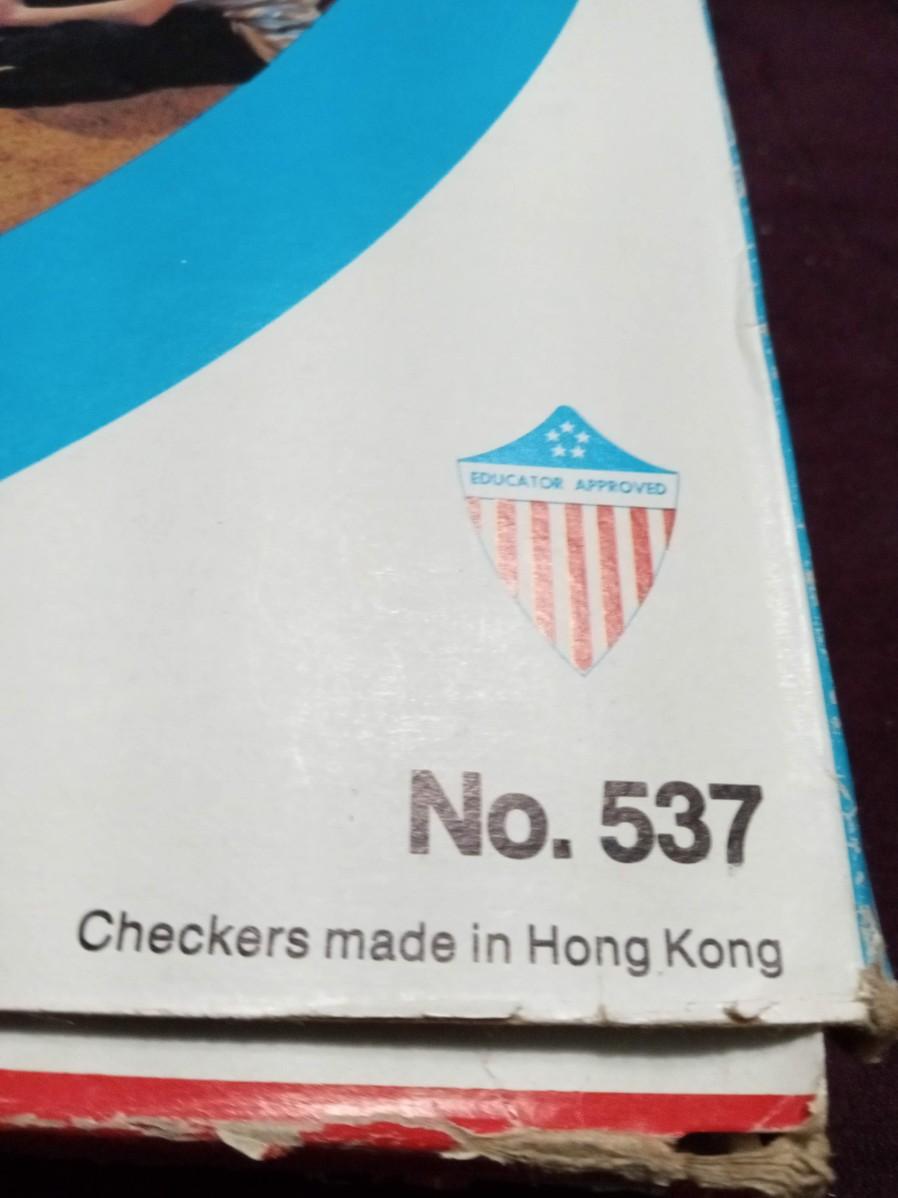 EDUCATOR APPROVED
No. 537
Checkers made in Hong Kong